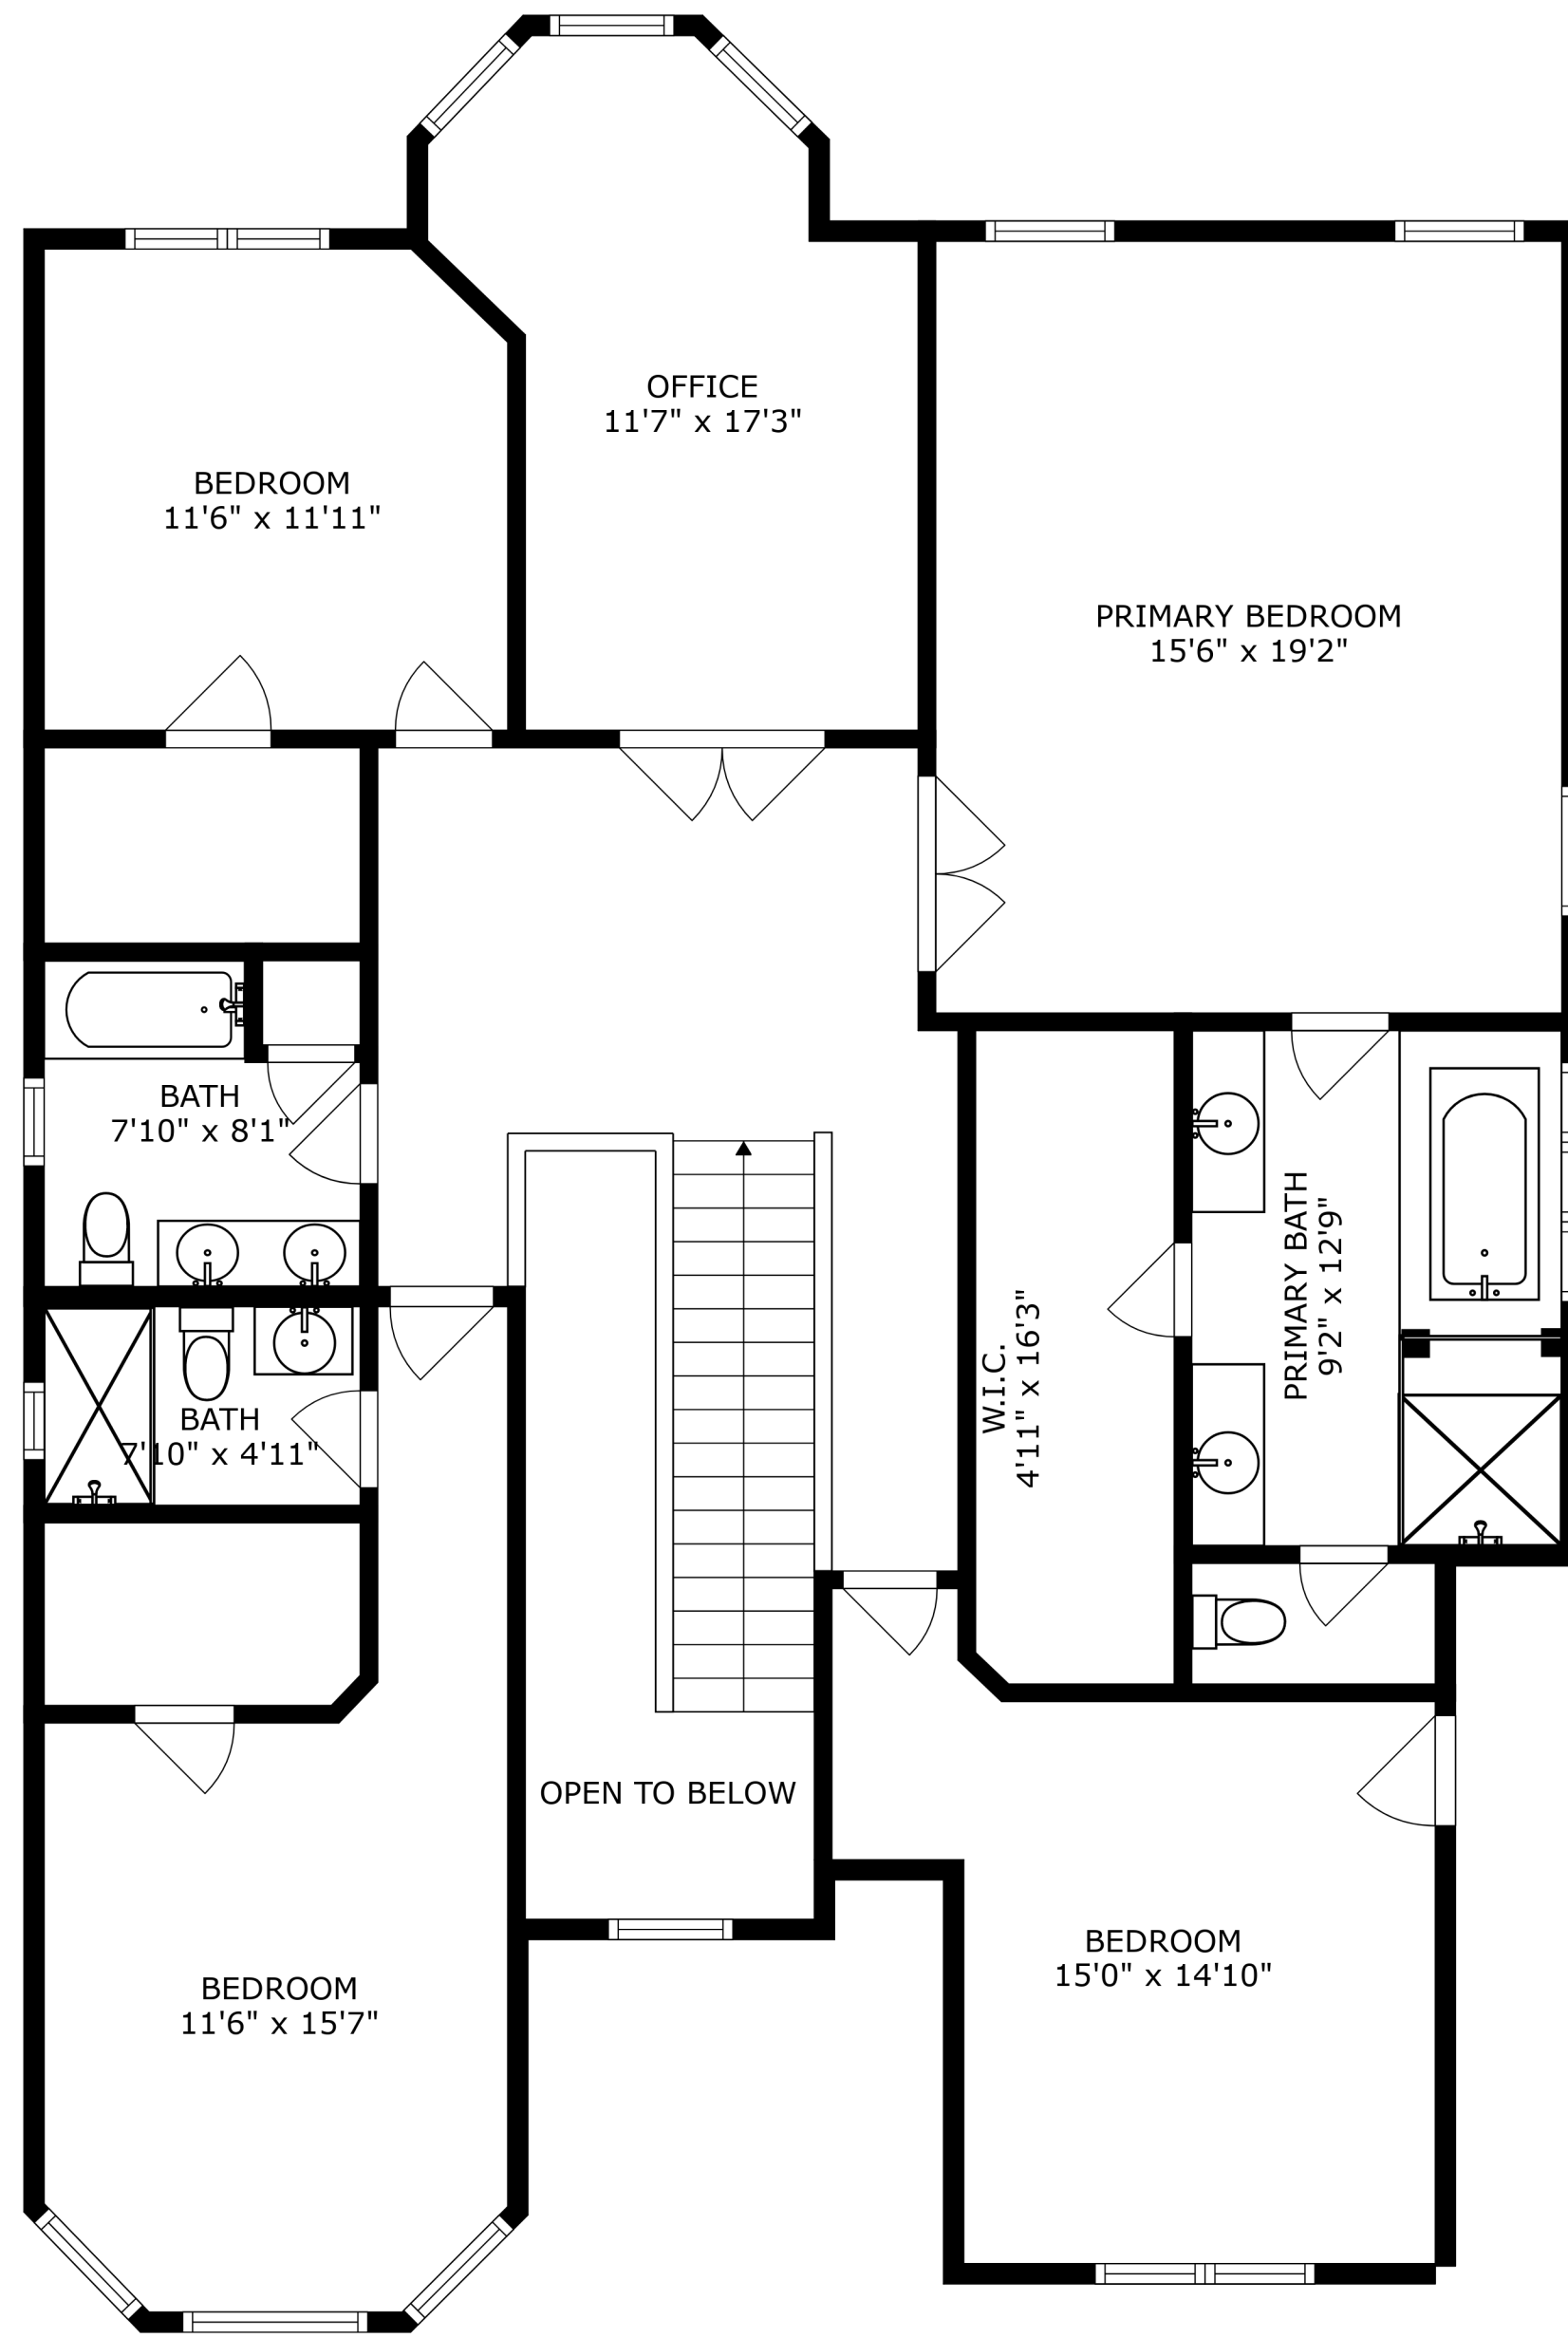 OFFICE
11'7" x 17'3"
BEDROOM
11'6" x 11'11"
PRIMARY BEDROOM
15'6" x 19'2"
BATH
7'10" x 8'1"
PRIMARY BATH
9'2" x 12'9"
W.I.C.
4'11" x 16'3"
BATH
7'10" x 4'11"
OPEN TO BELOW
BEDROOM
15'0" x 14'10"
BEDROOM
11'6" x 15'7"